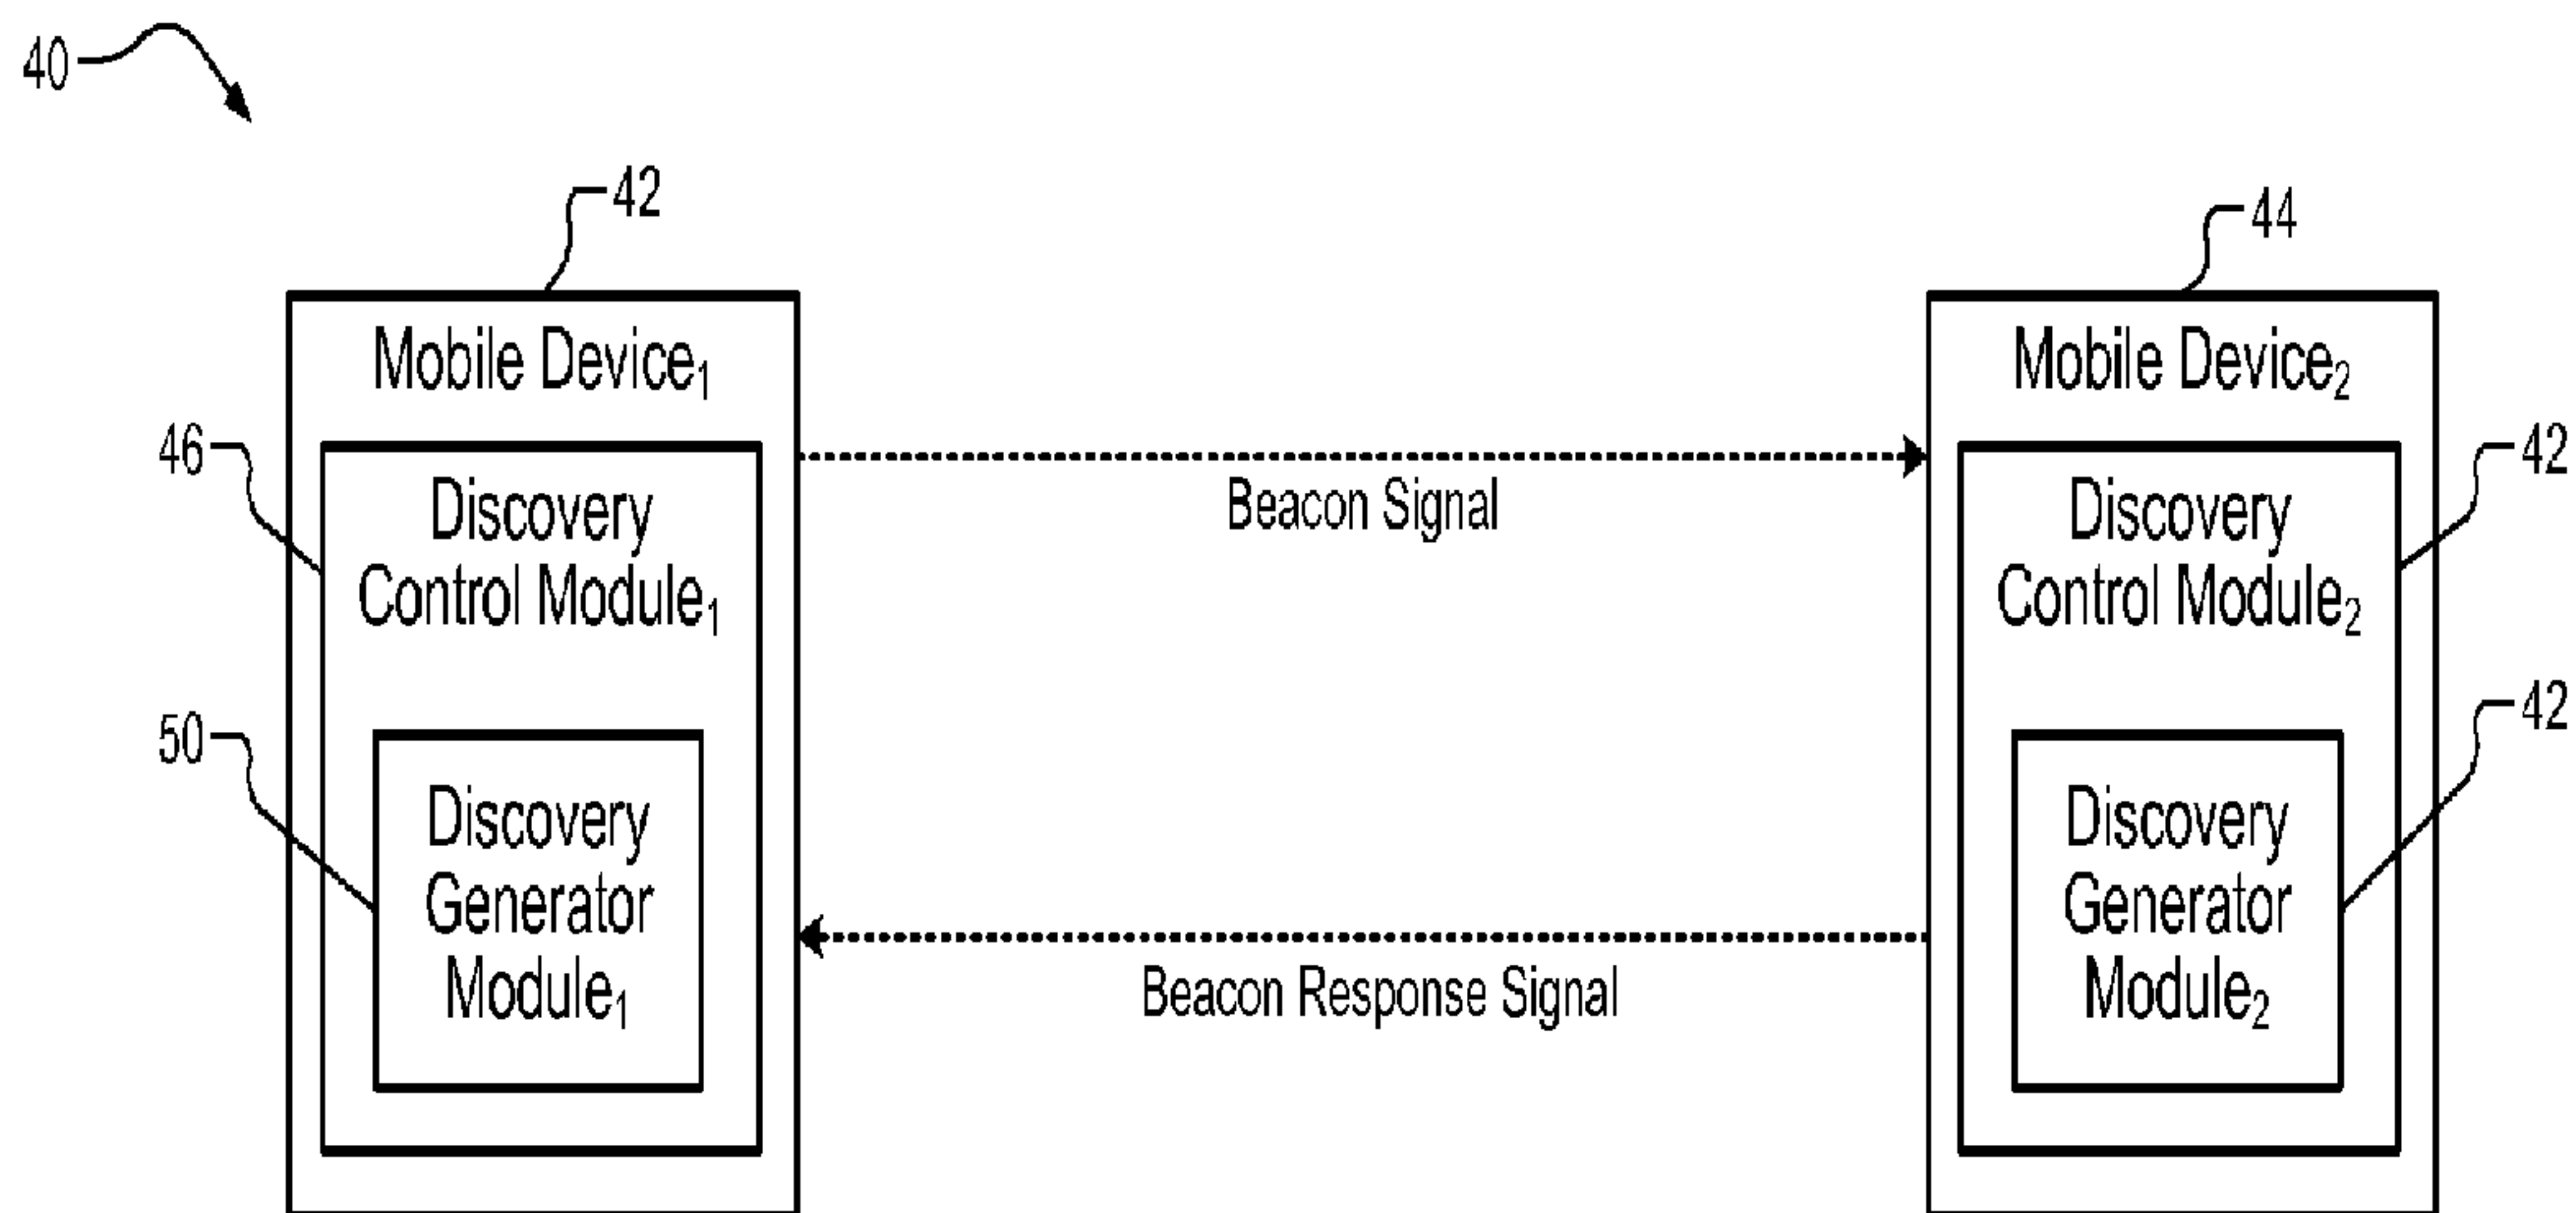 40
42
44
Mobile Device₁
Mobile Device₂
46
Discovery
Control Module₁
Beacon Signal
Discovery
Control Module₂
42
50
Discovery
Generator
Module₁
Beacon Response Signal
Discovery
Generator
Module₂
42